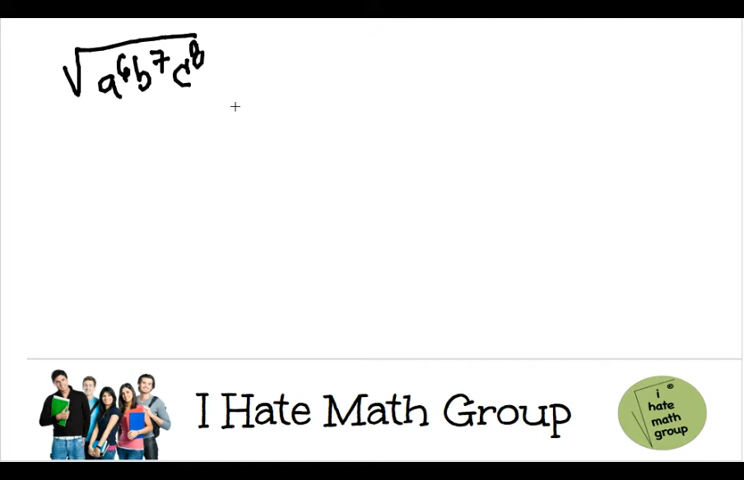 √a⁶b⁷c⁸
I Hate Math Group
i
hate
math
group